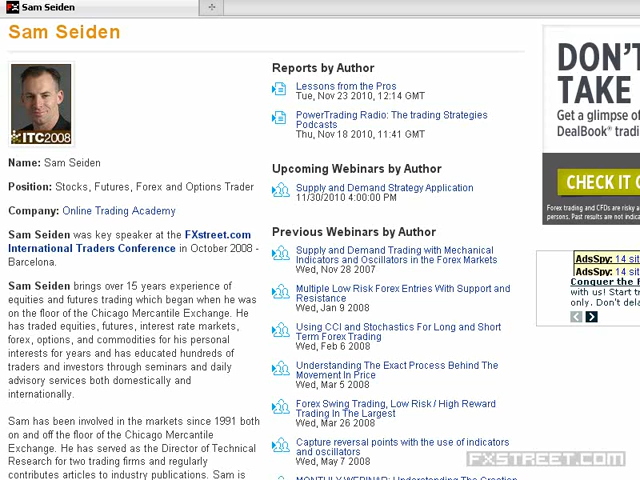 Sam Seiden
Sam Seiden
ITC2008
Name: Sam Seiden
Position: Stocks, Futures, Forex and Options Trader
Company: Online Trading Academy
Sam Seiden was key speaker at the FXstreet.com
International Traders Conference in October 2008 -
Barcelona.
Sam Seiden brings over 15 years experience of
equities and futures trading which began when he was
on the floor of the Chicago Mercantile Exchange. He
has traded equities, futures, interest rate markets,
forex, options, and commodities for his personal
interests for years and has educated hundreds of
traders and investors through seminars and daily
advisory services both domestically and
internationally.
Sam has been involved in the markets since 1991 both
on and off the floor of the Chicago Mercantile
Exchange. He has served as the Director of Technical
Research for two trading firms and regularly
contributes articles to industry publications. Sam is
Reports by Author
Lessons from the Pros
Tue, Nov 23 2010, 12:14 GMT
PowerTrading Radio: The trading Strategies
Podcasts
Thu, Nov 18 2010, 11:41 GMT
Upcoming Webinars by Author
Supply and Demand Strategy Application
11/30/2010 4:00:00 PM
Previous Webinars by Author
Supply and Demand Trading with Mechanical
Indicators and Oscillators in the Forex Markets
Wed, Nov 28 2007
Multiple Low Risk Forex Entries With Support and
Resistance
Wed, Jan 9 2008
Using CCI and Stochastics For Long and Short
Term Forex Trading
Wed, Feb 6 2008
Understanding The Exact Process Behind The
Movement In Price
Wed, Mar 5 2008
Forex Swing Trading, Low Risk / High Reward
Trading In The Largest
Wed, Mar 26 2008
Capture reversal points with the use of indicators
and oscillators
Wed, May 7 2008
MONTHLY WEBINAR: Understanding The Creation
DON'T
TAKE
Get a glimpse of
DealBook® tradi
CHECK IT O
Forex trading and CFDs are risky a
persons. Past results are not indica
AdsSpy: 14 sit
AdsSpy: 14 sit
Conquer the F
with us! Start tr
only. Don't dela
FXSTREET.COM